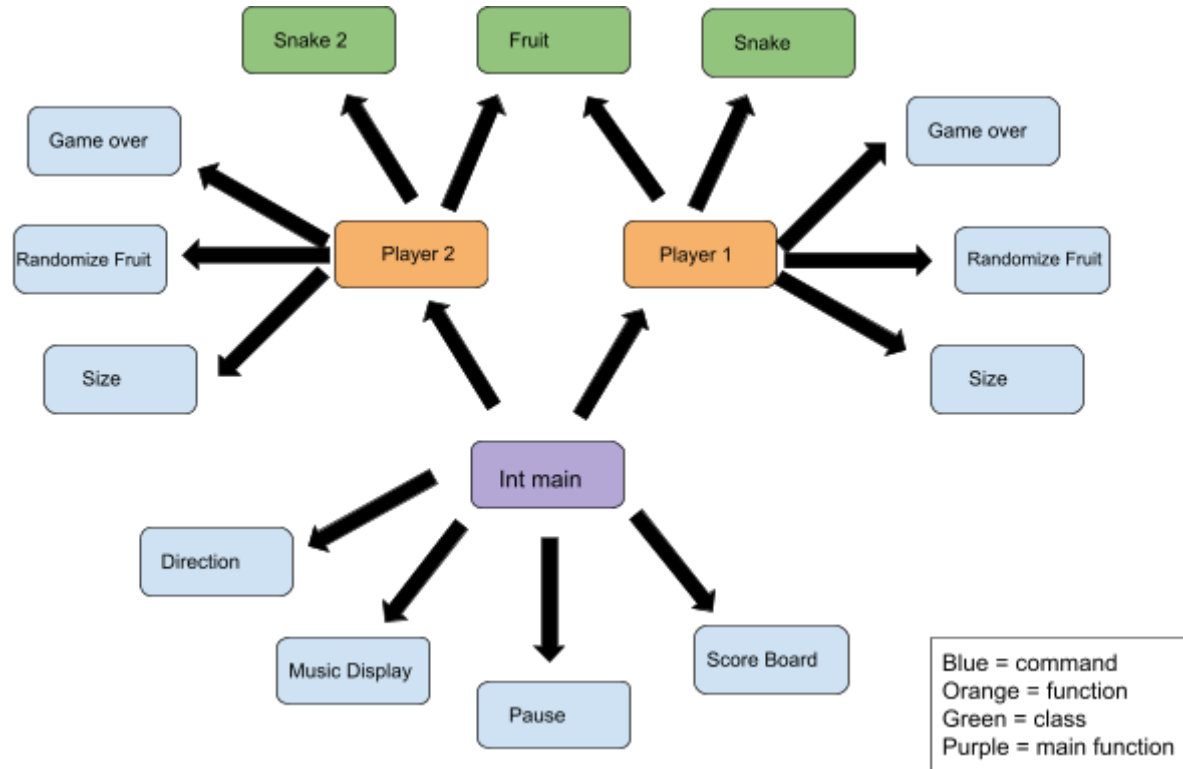 Snake 2
Fruit
Snake
Game over
Game over
Randomize Fruit
Player 2
Player 1
Randomize Fruit
Size
Size
Int main
Direction
Music Display
Pause
Score Board
Blue = command
Orange = function
Green = class
Purple = main function